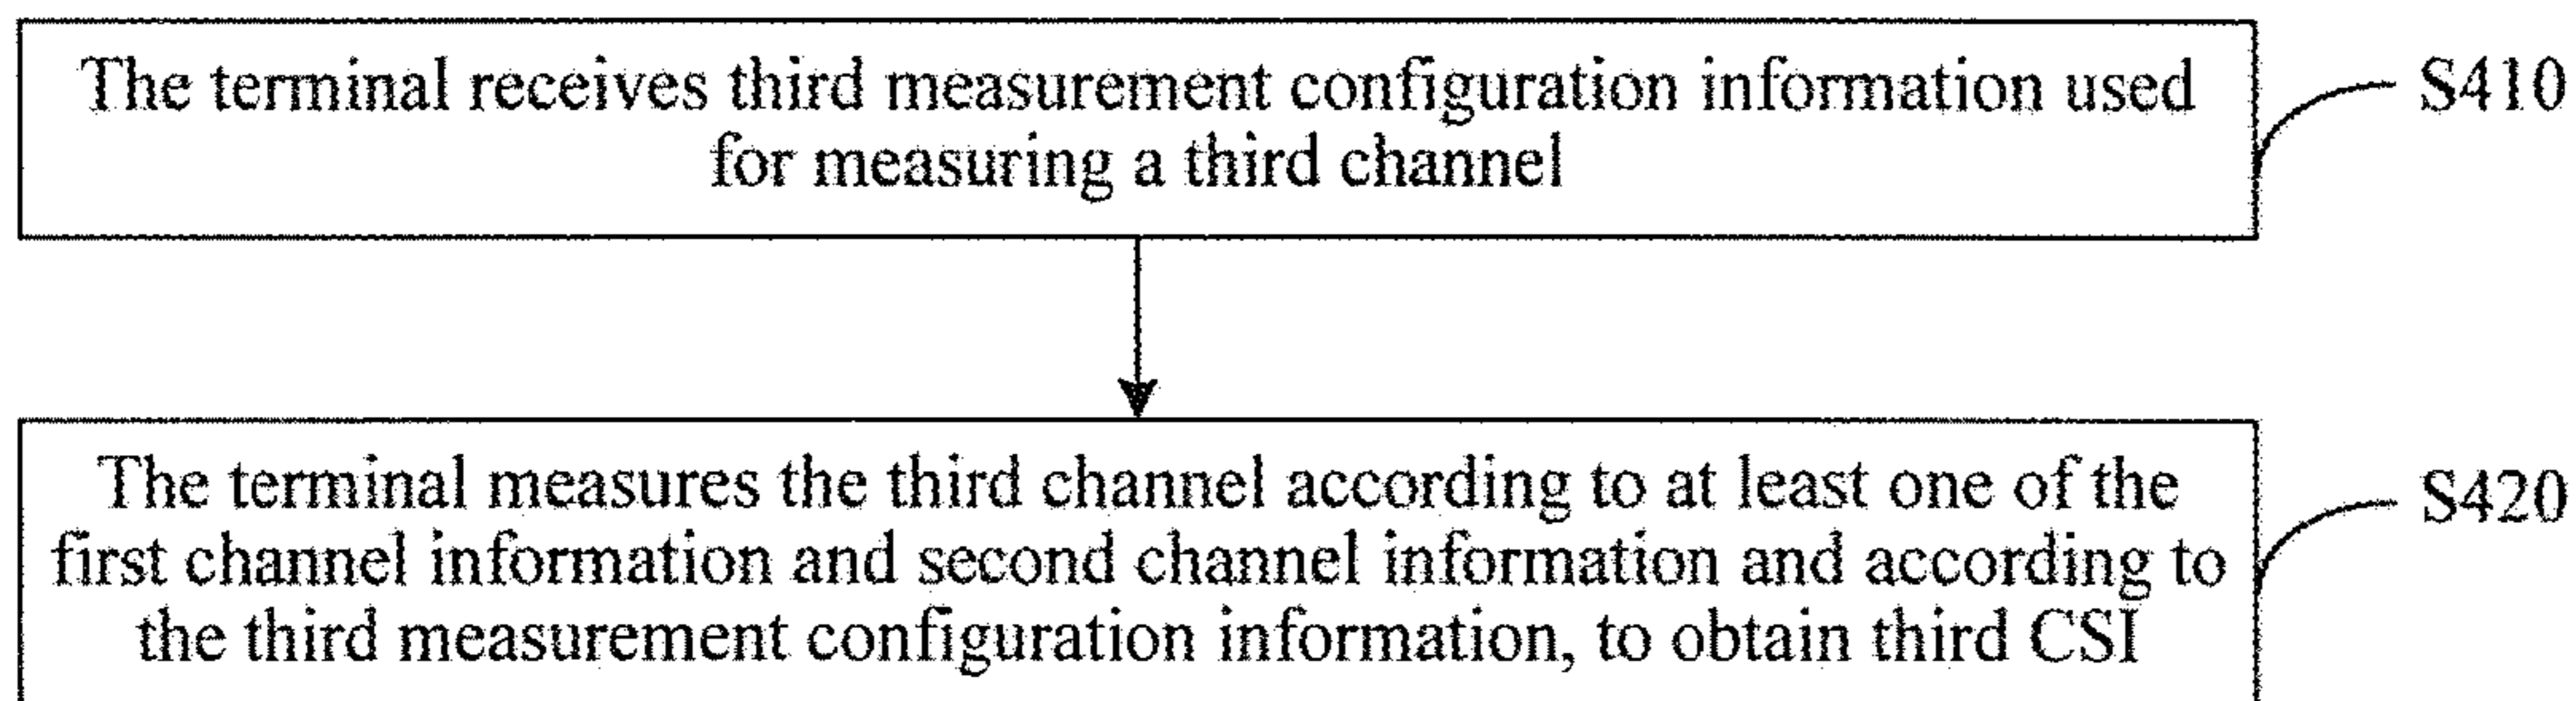 The terminal receives third measurement configuration information used
for measuring a third channel
S410
The terminal measures the third channel according to at least one of the
first channel information and second channel information and according to
the third measurement configuration information, to obtain third CSI
S420